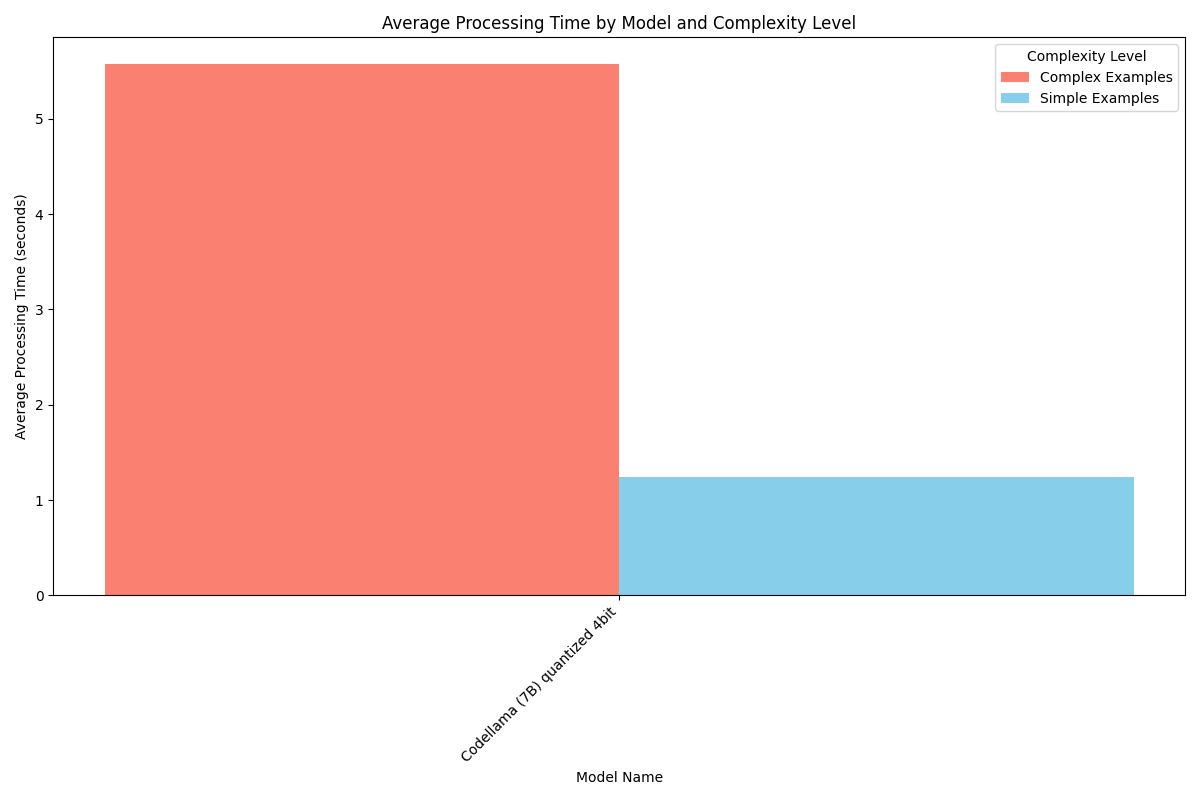 Average Processing Time by Model and Complexity Level
Complexity Level
Complex Examples
Simple Examples
Average Processing Time (seconds)
5
4
3
2
1
0
Codellama (7B) quantized 4bit
Model Name